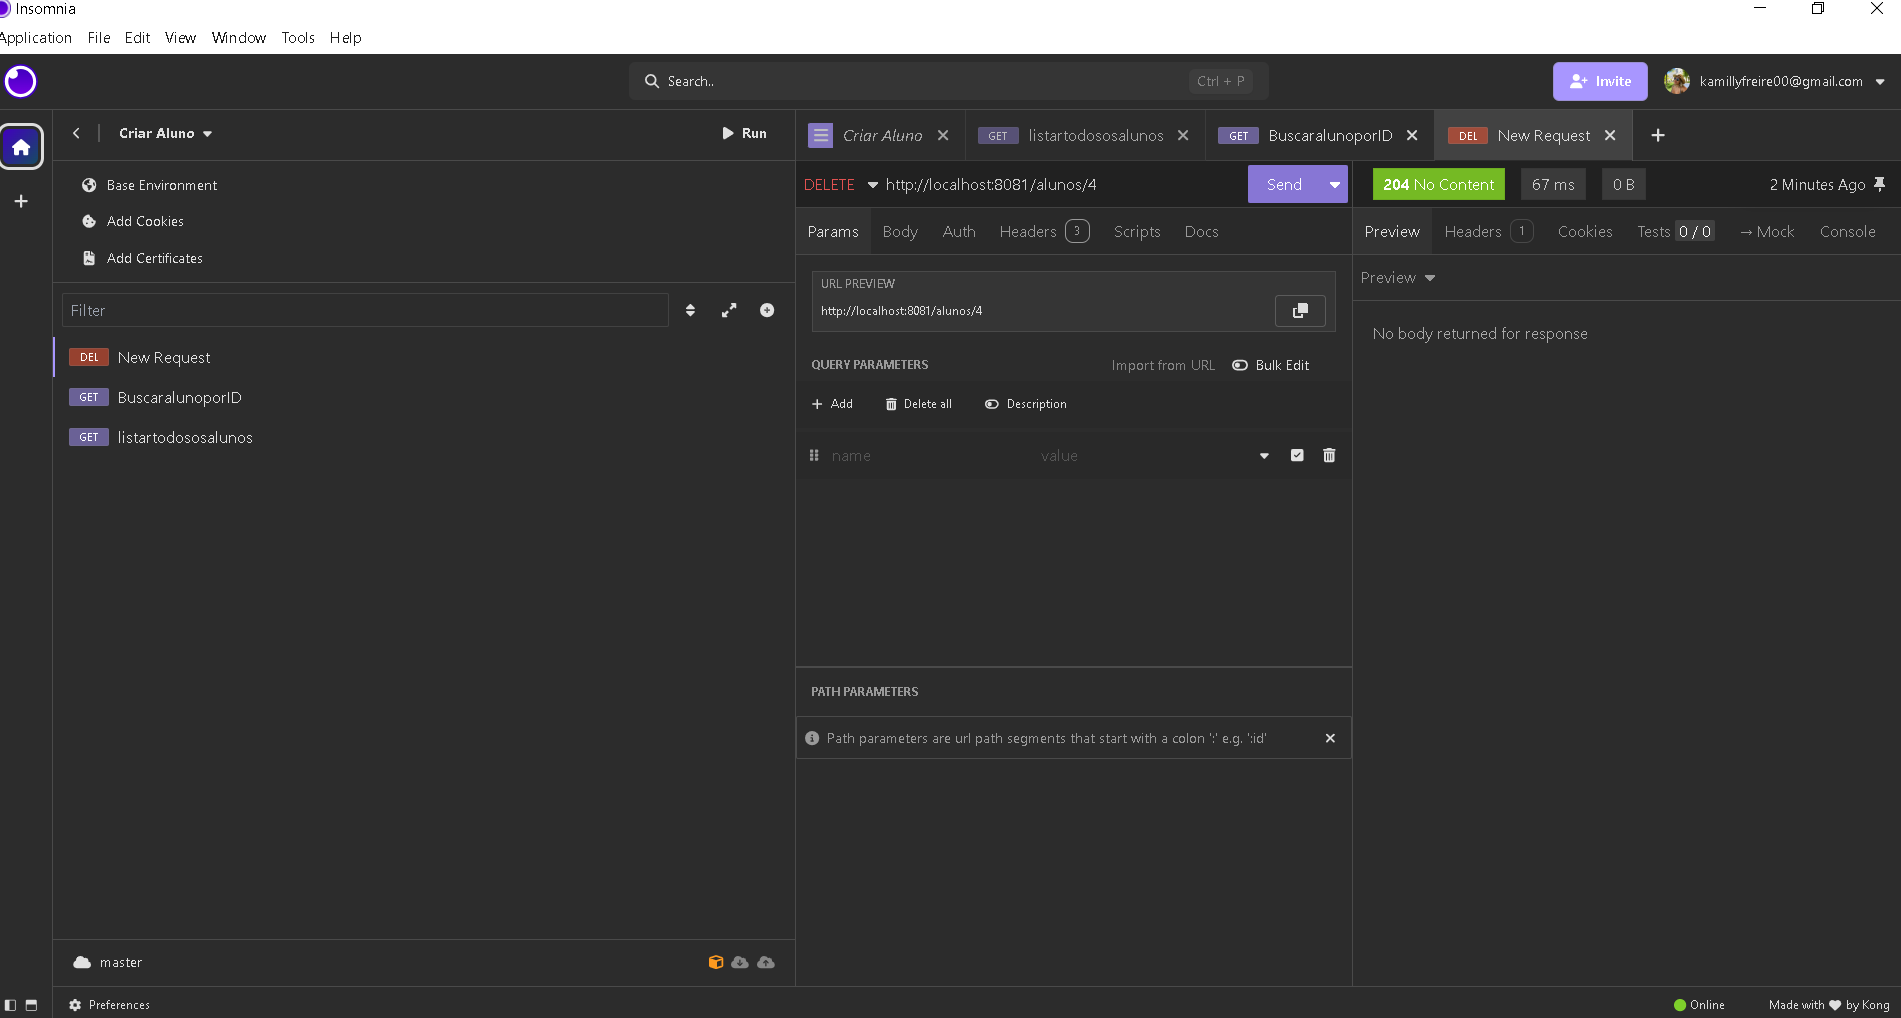 Insomnia
Application File Edit View Window Tools Help
Search.. Ctrl + P Invite kamillyfreire00@gmail.com
Criar Aluno Run
Criar Aluno GET listartodososalunos GET BuscaralunoporID DEL New Request
Base Environment
Add Cookies
Add Certificates
Filter
DEL New Request
GET BuscaralunoporID
GET listartodososalunos
master
Preferences
DELETE http://localhost:8081/alunos/4 Send
Params Body Auth Headers 3 Scripts Docs
URL PREVIEW
http://localhost:8081/alunos/4
QUERY PARAMETERS Import from URL Bulk Edit
Add Delete all Description
name value
PATH PARAMETERS
Path parameters are url path segments that start with a colon ':' e.g. ':id'
204 No Content 67 ms 0 B 2 Minutes Ago
Preview Headers 1 Cookies Tests 0 / 0 → Mock Console
Preview
No body returned for response
Online Made with ♥ by Kong